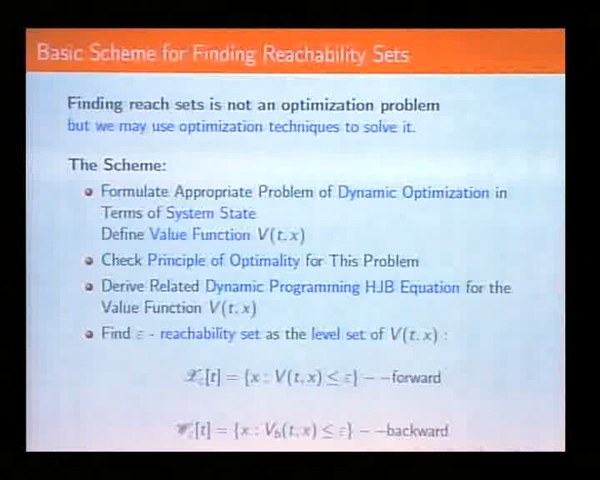 Basic Scheme for Finding Reachability Sets
Finding reach sets is not an optimization problem
but we may use optimization techniques to solve it.
The Scheme:
Formulate Appropriate Problem of Dynamic Optimization in
Terms of System State
Define Value Function V(t,x)
Check Principle of Optimality for This Problem
Derive Related Dynamic Programming HJB Equation for the
Value Function V(t,x)
Find ε - reachability set as the level set of V(t,x) :
𝒳ε[t] = {x : V(t,x) ≤ ε} − −forward
𝒲ε[t] = {x : Vb(t,x) ≤ ε} − −backward